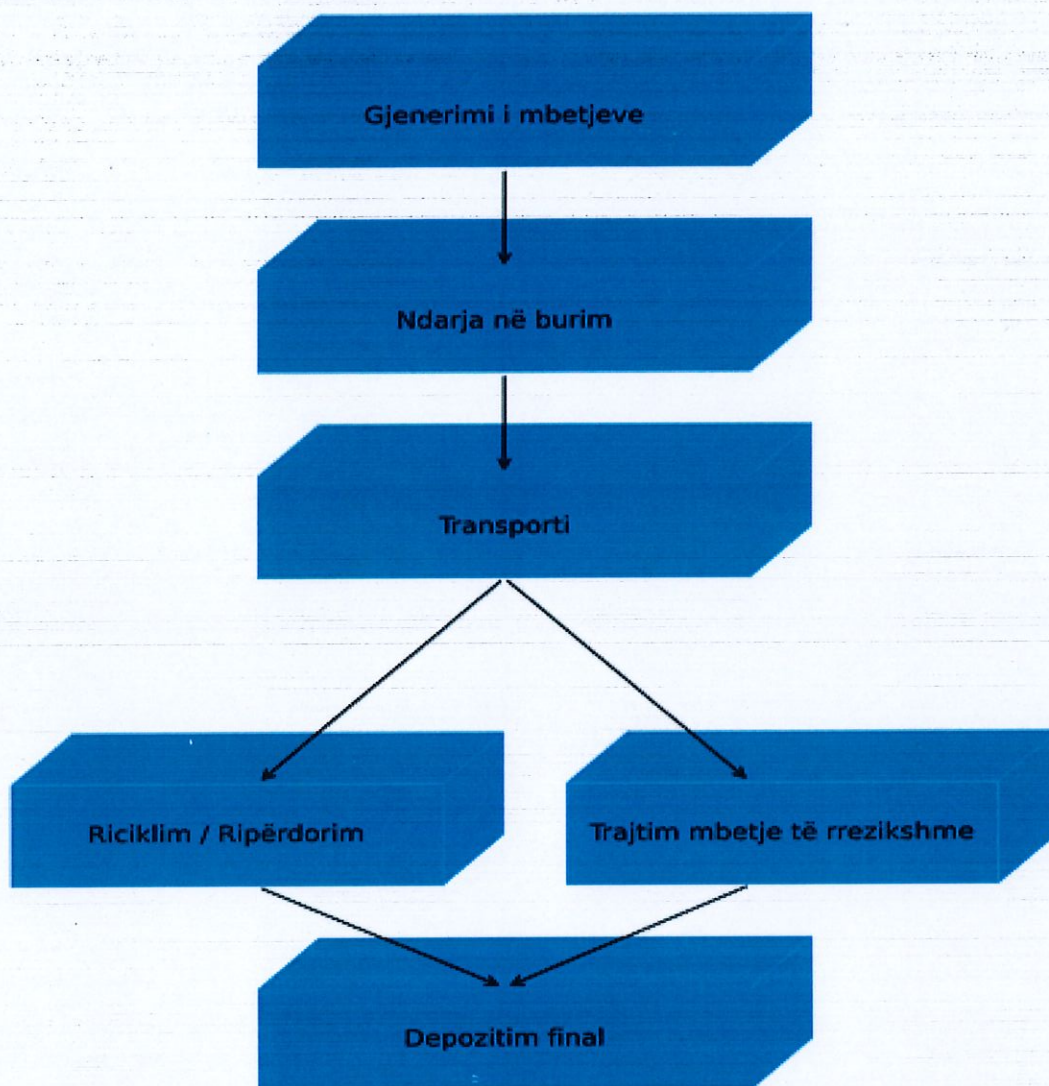 Gjenerimi i mbetjeve
Ndarja në burim
Transporti
Riciklim / Ripërdorim
Trajtim mbetje të rrezikshme
Depozitim final